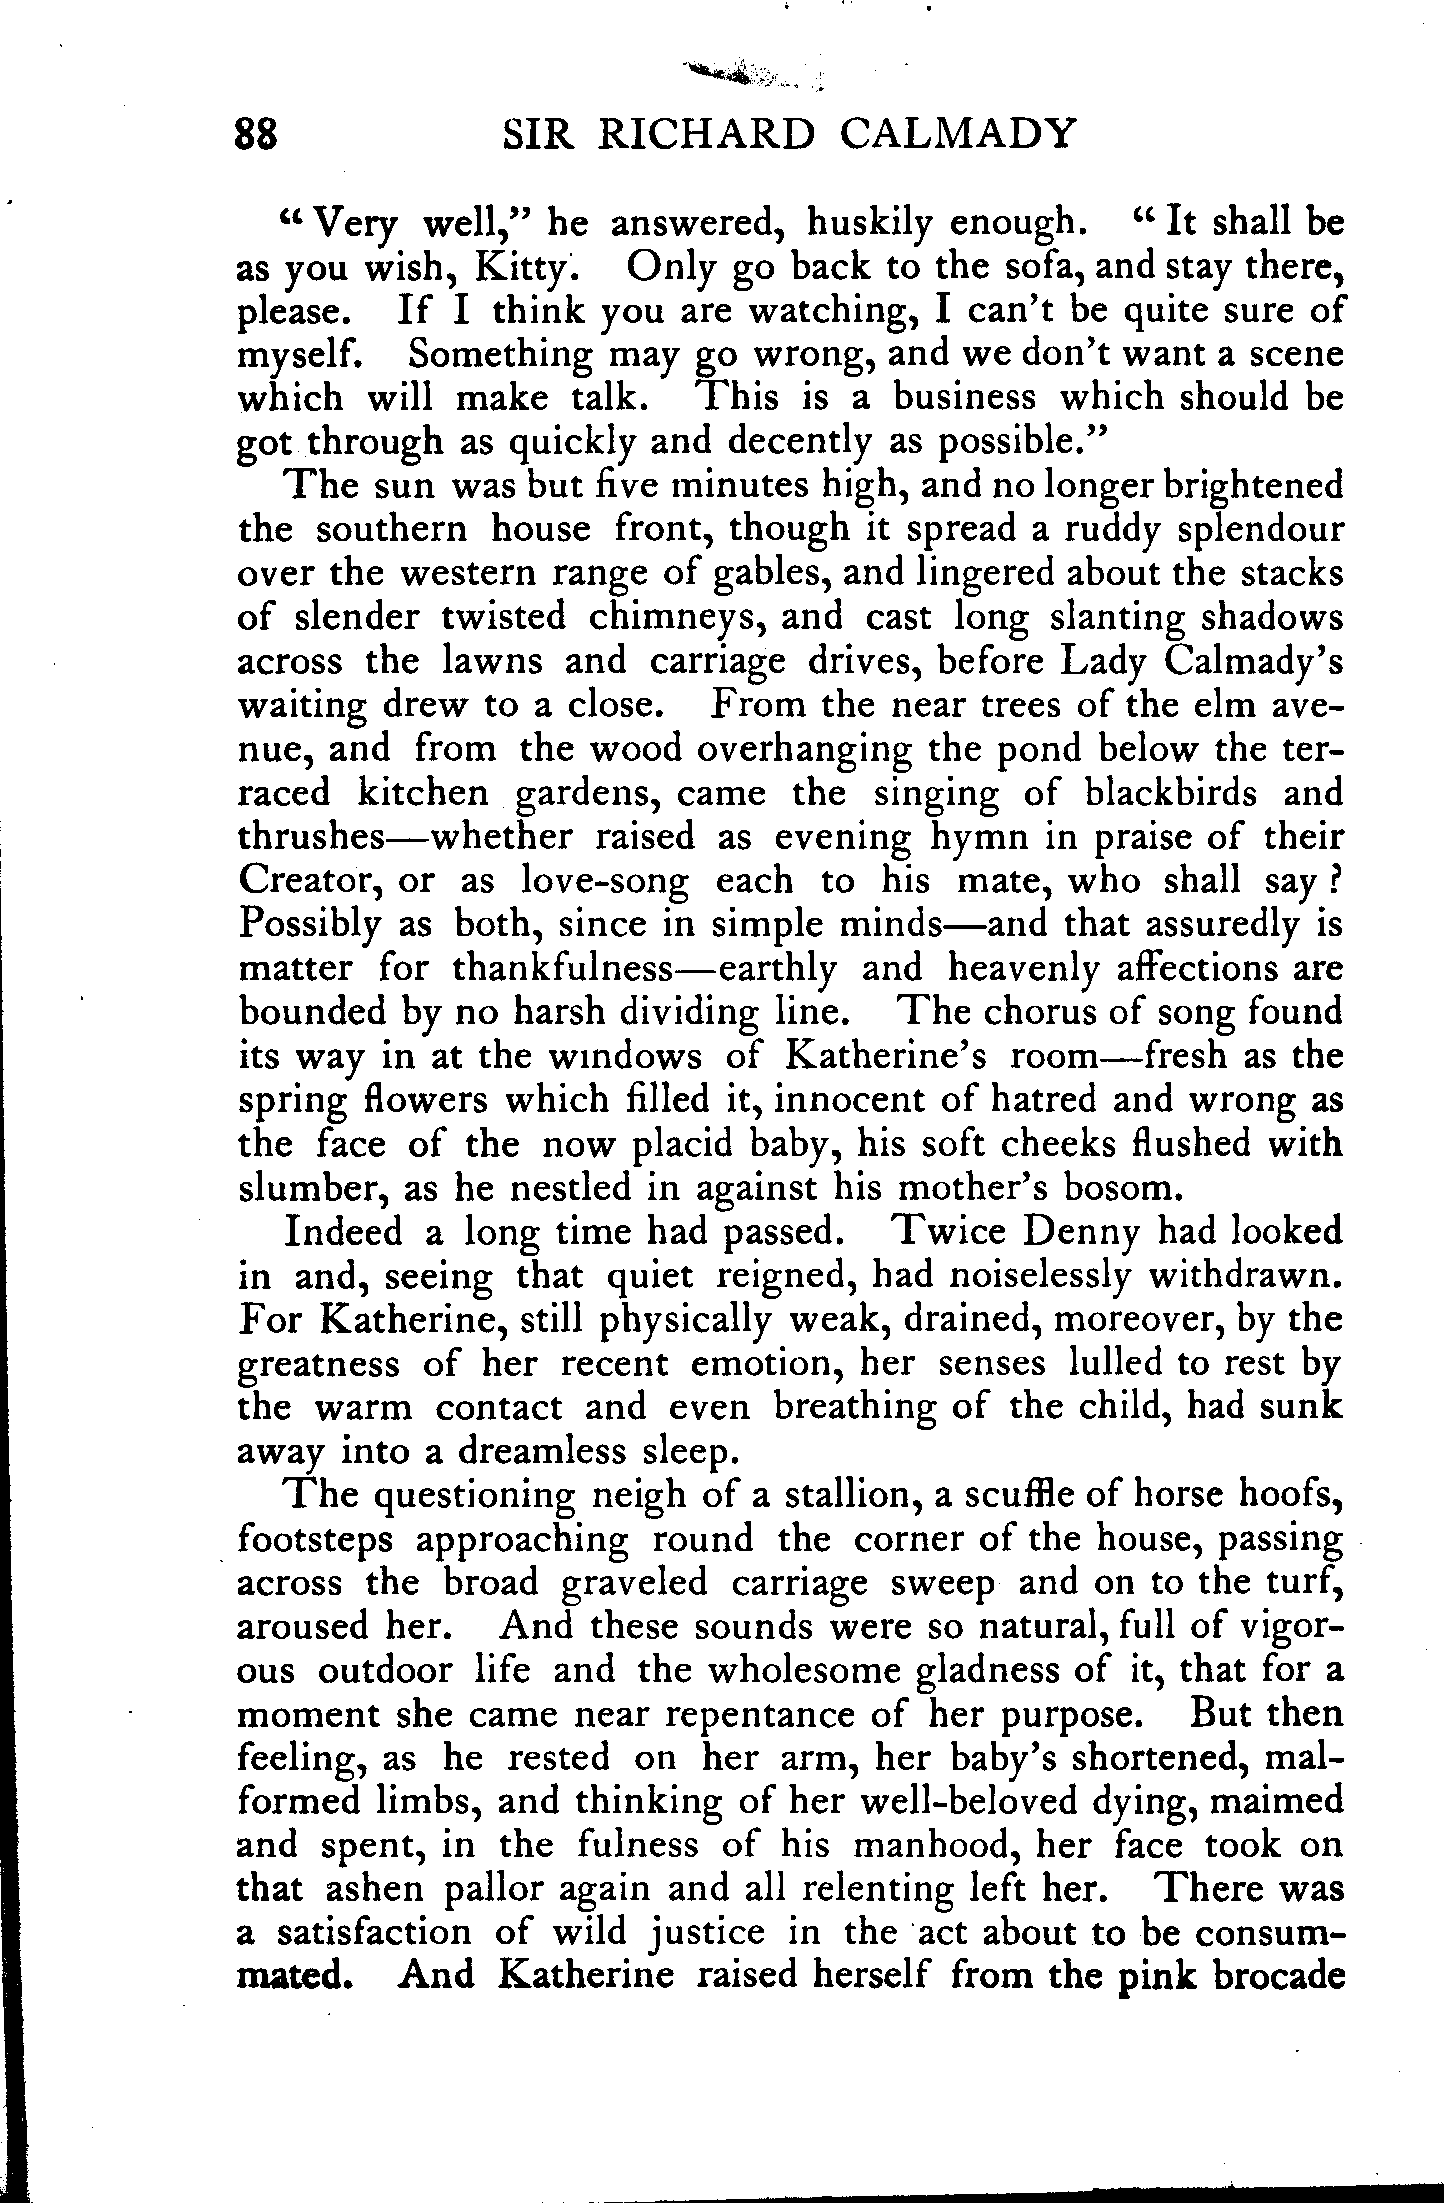 88 SIR RICHARD CALMADY
“Very well,” he answered, huskily enough. “It shall be
as you wish, Kitty. Only go back to the sofa, and stay there,
please. If I think you are watching, I can’t be quite sure of
myself. Something may go wrong, and we don’t want a scene
which will make talk. This is a business which should be
got through as quickly and decently as possible.”
The sun was but five minutes high, and no longer brightened
the southern house front, though it spread a ruddy splendour
over the western range of gables, and lingered about the stacks
of slender twisted chimneys, and cast long slanting shadows
across the lawns and carriage drives, before Lady Calmady’s
waiting drew to a close. From the near trees of the elm ave-
nue, and from the wood overhanging the pond below the ter-
raced kitchen gardens, came the singing of blackbirds and
thrushes—whether raised as evening hymn in praise of their
Creator, or as love-song each to his mate, who shall say?
Possibly as both, since in simple minds—and that assuredly is
matter for thankfulness—earthly and heavenly affections are
bounded by no harsh dividing line. The chorus of song found
its way in at the windows of Katherine’s room—fresh as the
spring flowers which filled it, innocent of hatred and wrong as
the face of the now placid baby, his soft cheeks flushed with
slumber, as he nestled in against his mother’s bosom.
Indeed a long time had passed. Twice Denny had looked
in and, seeing that quiet reigned, had noiselessly withdrawn.
For Katherine, still physically weak, drained, moreover, by the
greatness of her recent emotion, her senses lulled to rest by
the warm contact and even breathing of the child, had sunk
away into a dreamless sleep.
The questioning neigh of a stallion, a scuffle of horse hoofs,
footsteps approaching round the corner of the house, passing
across the broad graveled carriage sweep and on to the turf,
aroused her. And these sounds were so natural, full of vigor-
ous outdoor life and the wholesome gladness of it, that for a
moment she came near repentance of her purpose. But then
feeling, as he rested on her arm, her baby’s shortened, mal-
formed limbs, and thinking of her well-beloved dying, maimed
and spent, in the fulness of his manhood, her face took on
that ashen pallor again and all relenting left her. There was
a satisfaction of wild justice in the act about to be consum-
mated. And Katherine raised herself from the pink brocade